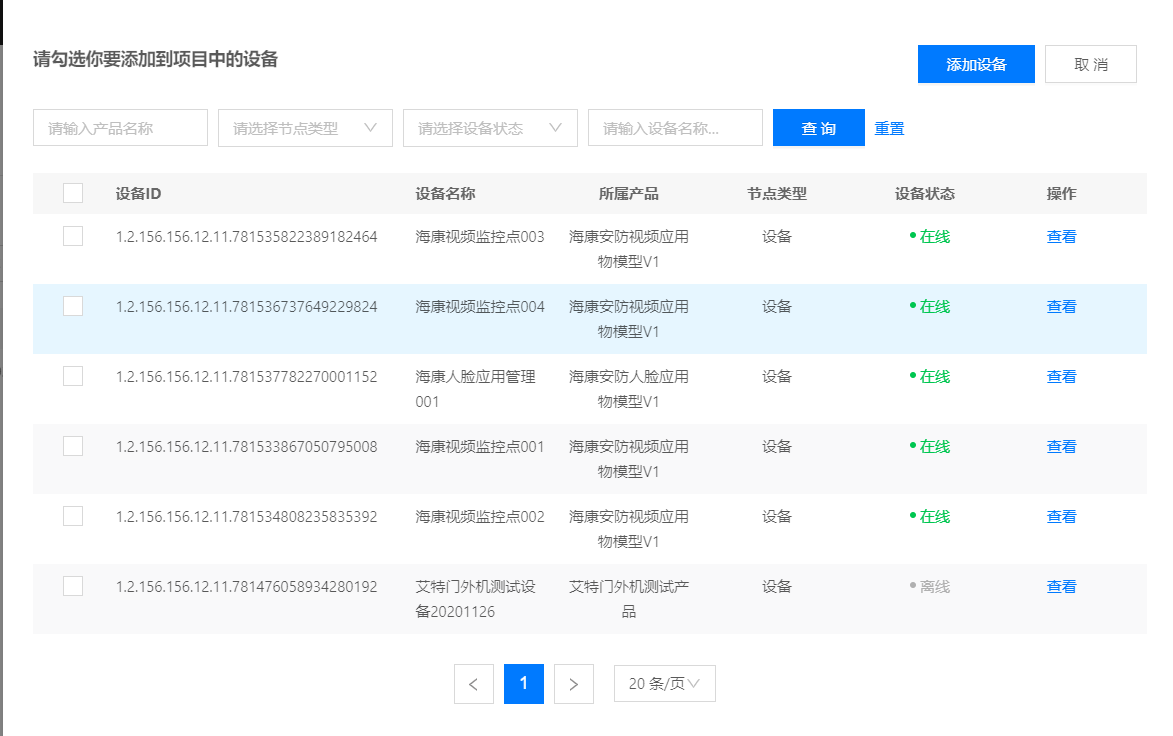 请勾选你要添加到项目中的设备
添加设备 取 消
请输入产品名称 请选择节点类型 请选择设备状态 请输入设备名称... 查 询 重置
设备ID 设备名称 所属产品 节点类型 设备状态 操作
1.2.156.156.12.11.781535822389182464 海康视频监控点003 海康安防视频应用 设备 在线 查看
物模型V1
1.2.156.156.12.11.781536737649229824 海康视频监控点004 海康安防视频应用 设备 在线 查看
物模型V1
1.2.156.156.12.11.781537782270001152 海康人脸应用管理 海康安防人脸应用 设备 在线 查看
001 物模型V1
1.2.156.156.12.11.781533867050795008 海康视频监控点001 海康安防视频应用 设备 在线 查看
物模型V1
1.2.156.156.12.11.781534808235835392 海康视频监控点002 海康安防视频应用 设备 在线 查看
物模型V1
1.2.156.156.12.11.781476058934280192 艾特门外机测试设 艾特门外机测试产 设备 离线 查看
备20201126 品
< 1 > 20 条/页